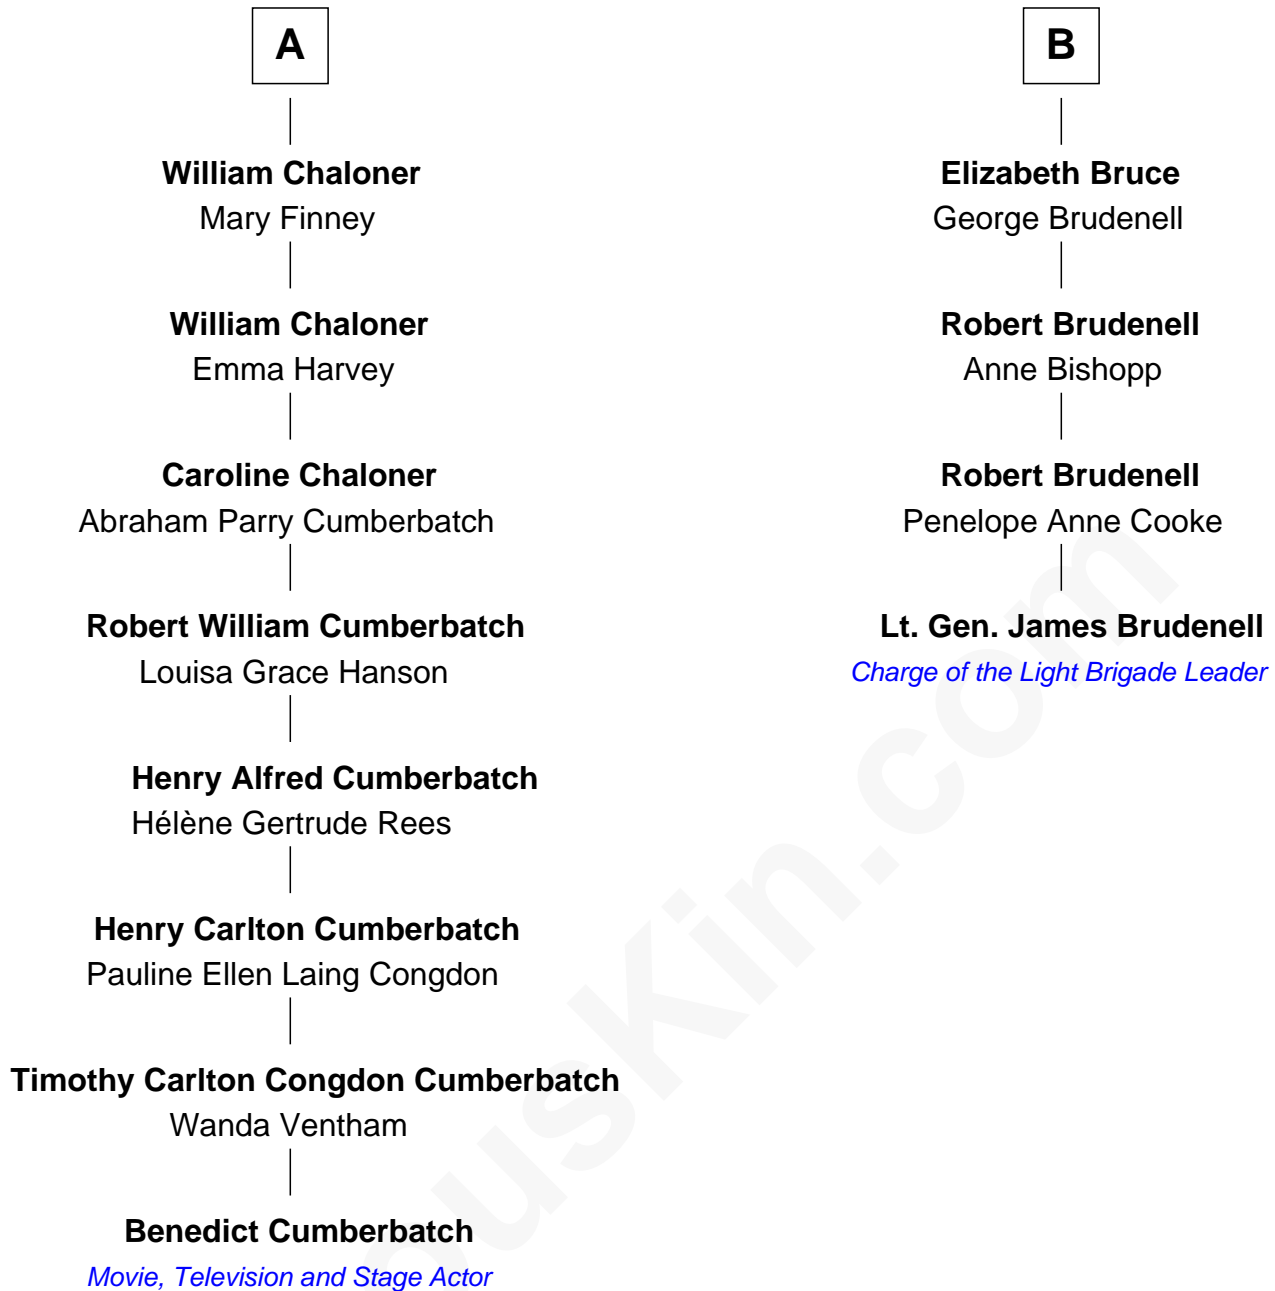 A
William Chaloner
Mary Finney
William Chaloner
Emma Harvey
Caroline Chaloner
Abraham Parry Cumberbatch
Robert William Cumberbatch
Louisa Grace Hanson
Henry Alfred Cumberbatch
Hélène Gertrude Rees
Henry Carlton Cumberbatch
Pauline Ellen Laing Congdon
Timothy Carlton Congdon Cumberbatch
Wanda Ventham
Benedict Cumberbatch
Movie, Television and Stage Actor
B
Elizabeth Bruce
George Brudenell
Robert Brudenell
Anne Bishopp
Robert Brudenell
Penelope Anne Cooke
Lt. Gen. James Brudenell
Charge of the Light Brigade Leader
ousKin.com